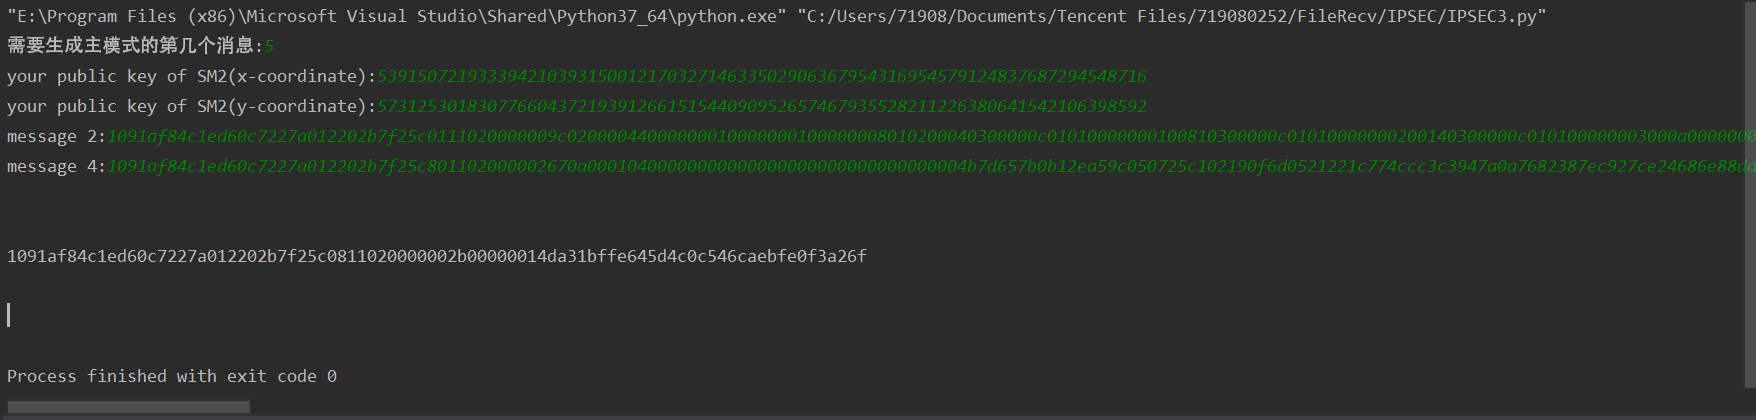 "E:\Program Files (x86)\Microsoft Visual Studio\Shared\Python37_64\python.exe" "C:/Users/71908/Documents/Tencent Files/719080252/FileRecv/IPSEC/IPSEC3.py"
需要生成主模式的第几个消息:5
your public key of SM2(x-coordinate):53915072193339421039315001217032714633502906367954316954579124837687294548716
your public key of SM2(y-coordinate):57312530183077660437219391266151544090952657467935528211226380641542106398592
message 2:1091af84c1ed60c7227a012202b7f25c0111020000009c0200004400000001000000010000000801020004030000​0c01010000000100810300000c01010000000200140300000c010100000003000a0000000
message 4:1091af84c1ed60c7227a012202b7f25c801102000002670a00010400000000000000000000000000000000004b7d657b0b12ea59c050725c102190f6d0521221c774ccc3c3947a0a7682387ec927ce24686e88da
1091af84c1ed60c7227a012202b7f25c0811020000002b00000014da31bffe645d4c0c546caebfe0f3a26f
Process finished with exit code 0